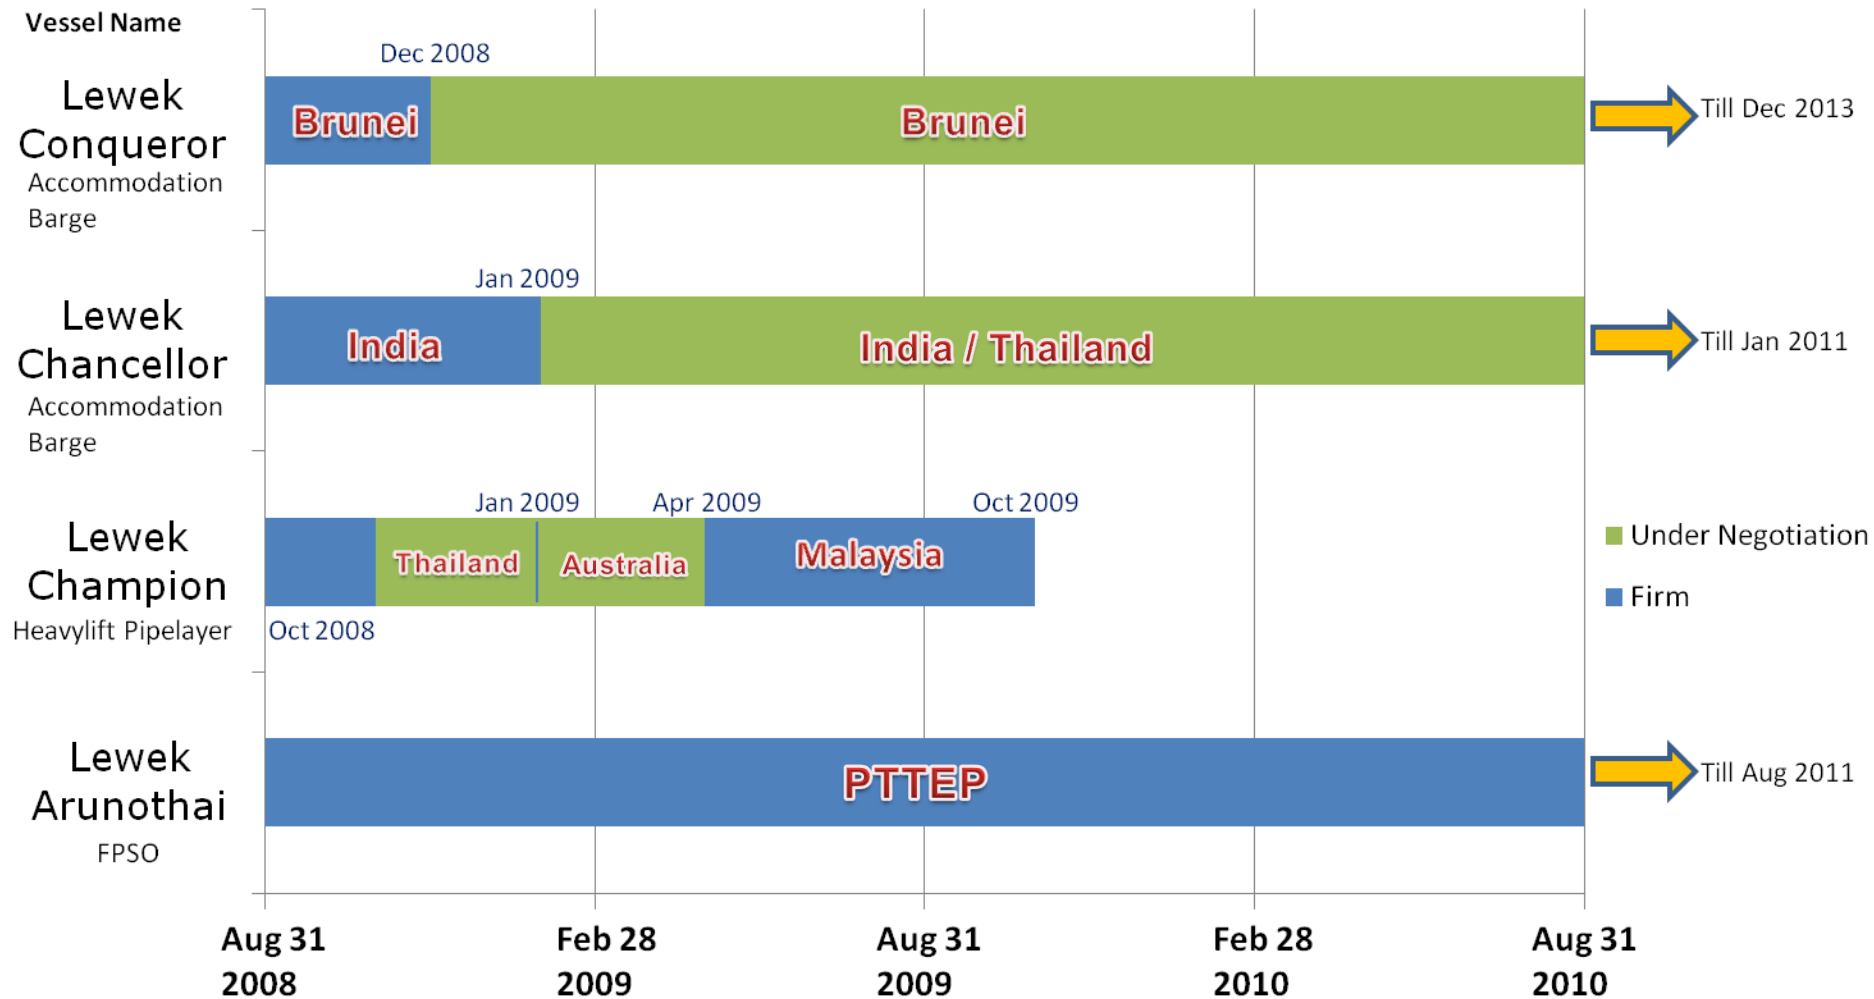 Vessel Name
Dec 2008
Lewek
Conqueror
Accommodation
Barge
Brunei
Brunei
Till Dec 2013
Jan 2009
Lewek
Chancellor
Accommodation
Barge
India
India / Thailand
Till Jan 2011
Jan 2009
Apr 2009
Oct 2009
Lewek
Champion
Heavylift Pipelayer
Thailand
Australia
Malaysia
Oct 2008
Under Negotiation
Firm
Lewek
Arunothai
FPSO
PTTEP
Till Aug 2011
Aug 31
2008
Feb 28
2009
Aug 31
2009
Feb 28
2010
Aug 31
2010